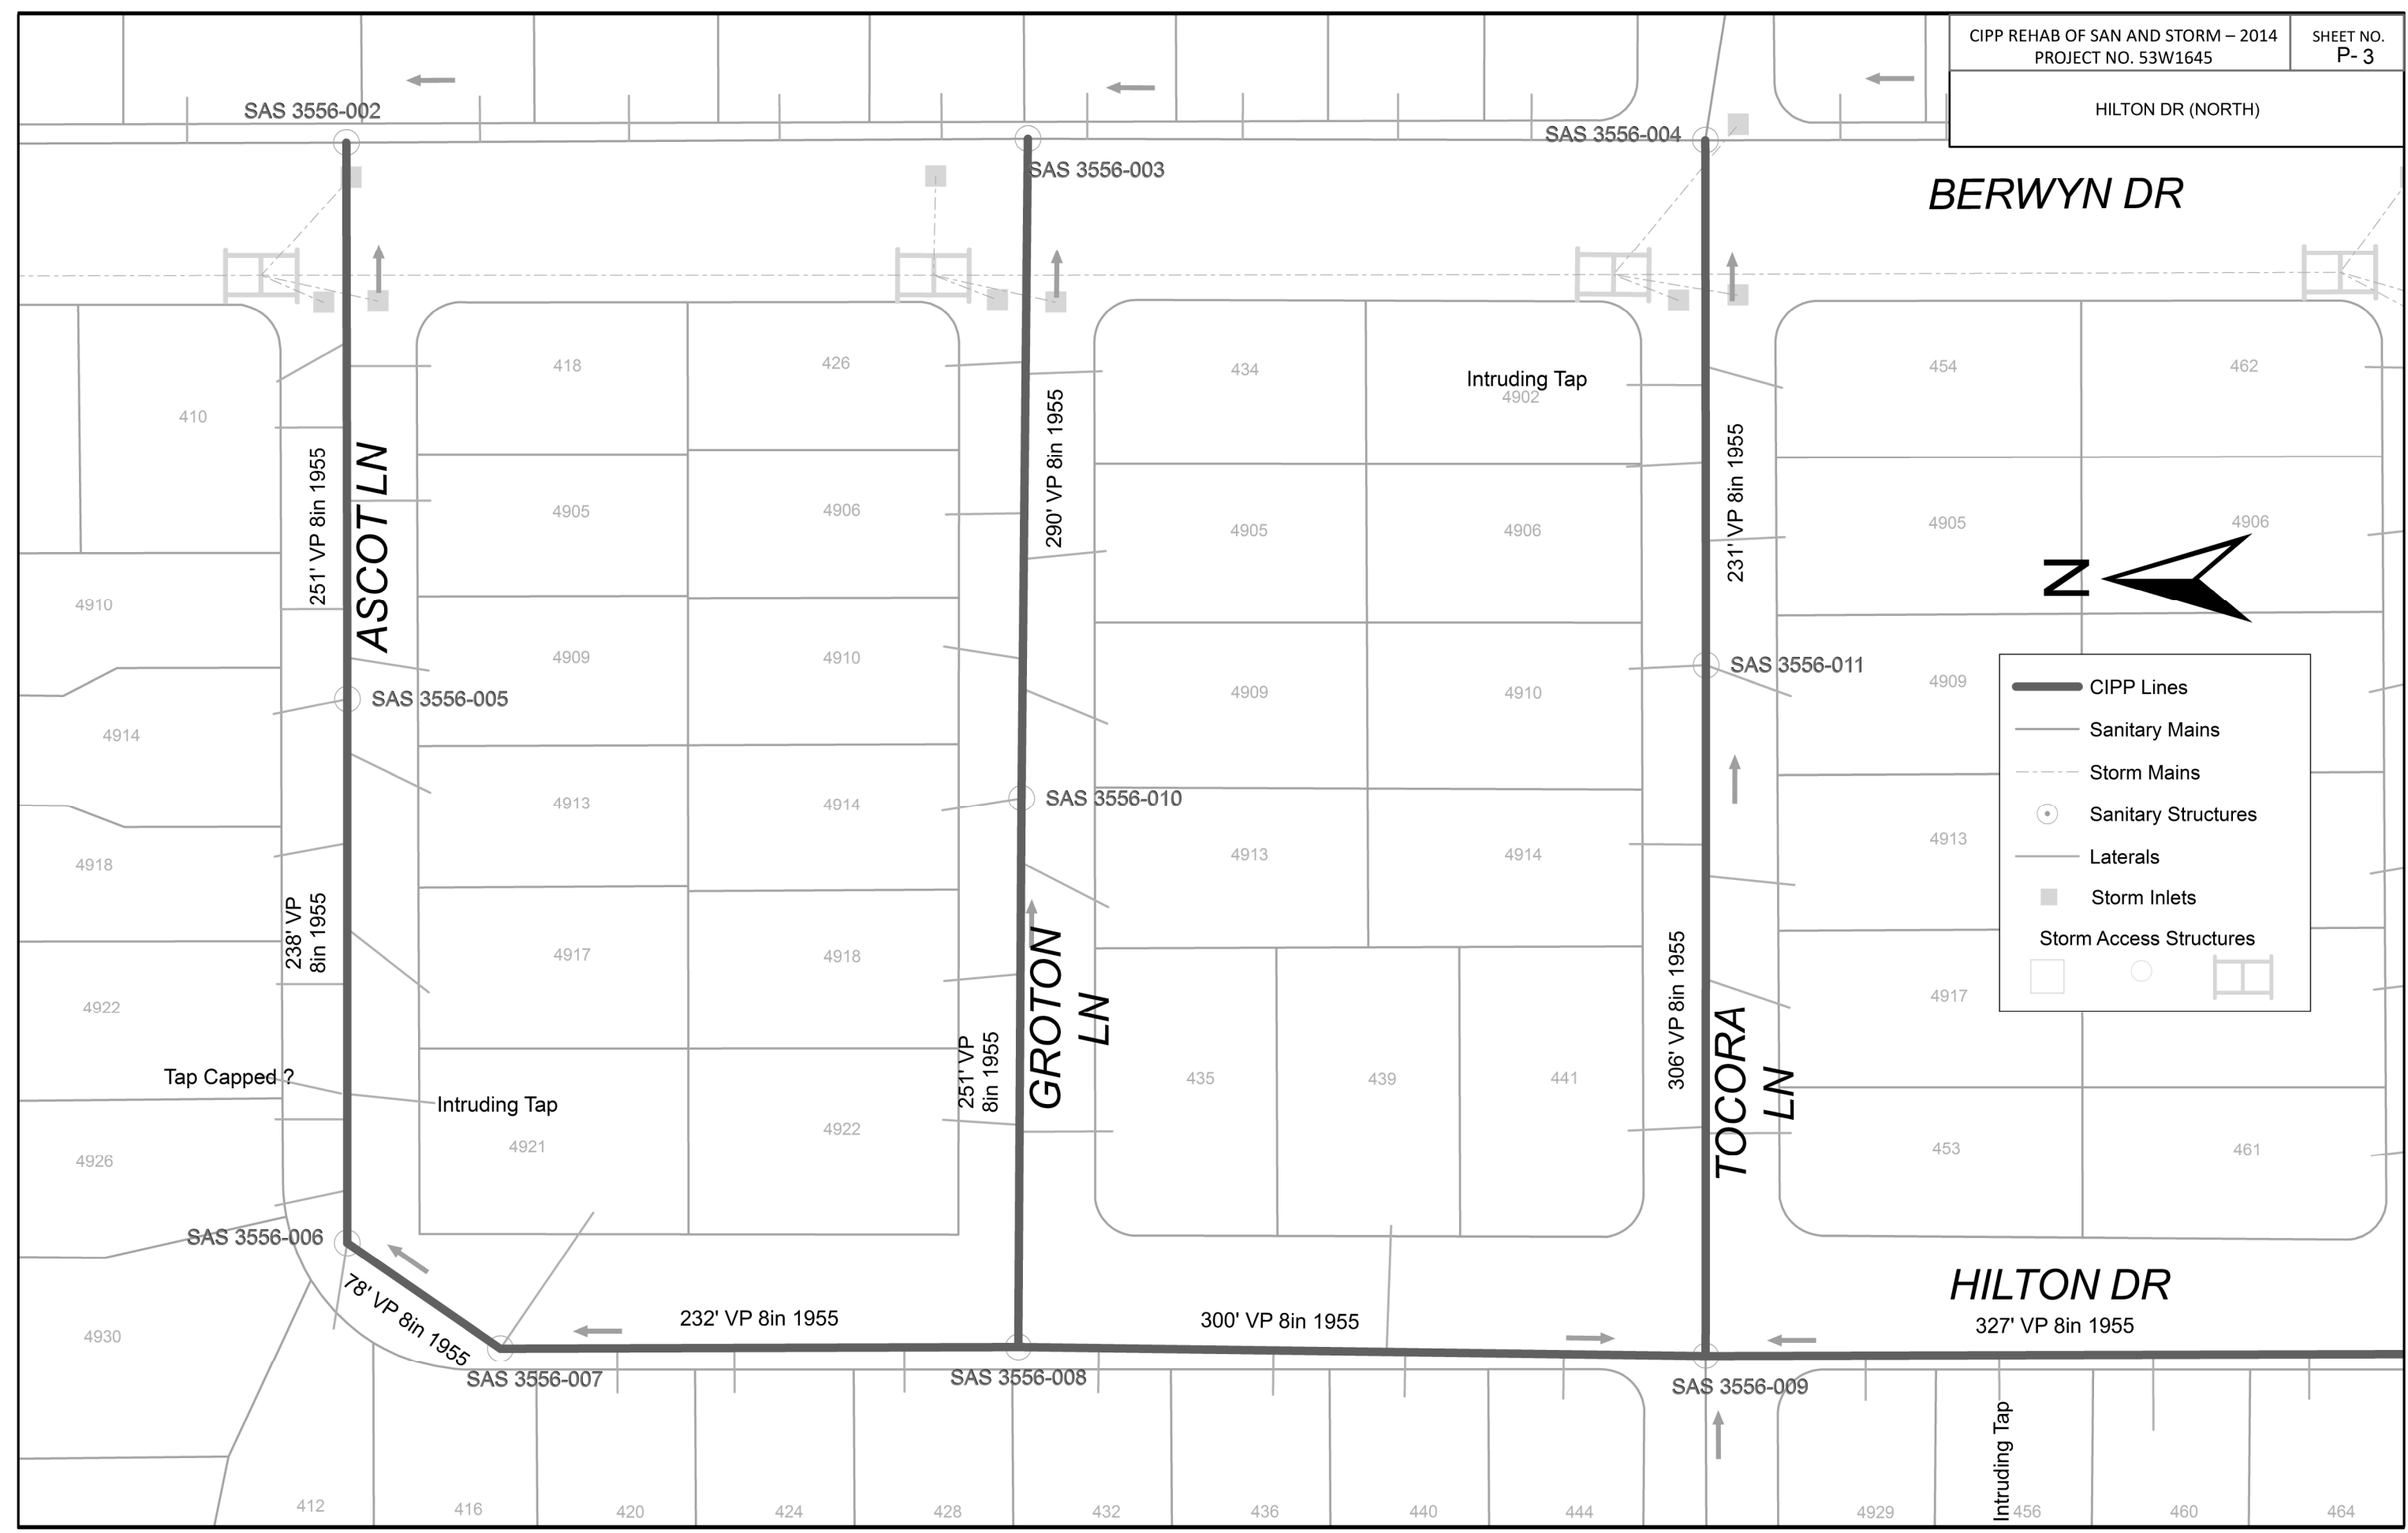 CIPP REHAB OF SAN AND STORM – 2014
PROJECT NO. 53W1645
SHEET NO.
P- 3
HILTON DR (NORTH)
SAS 3556-002
SAS 3556-003
SAS 3556-004
BERWYN DR
418
426
434
Intruding Tap
4902
454
462
410
251' VP 8in 1955
ASCOT LN
290' VP 8in 1955
231' VP 8in 1955
4905
4906
4905
4906
4905
4906
N
4910
4909
4910
4909
4910
4909
SAS 3556-005
SAS 3556-010
SAS 3556-011
4914
4913
4914
4913
4914
4913
CIPP Lines
Sanitary Mains
Storm Mains
Sanitary Structures
Laterals
Storm Inlets
Storm Access Structures
4918
238' VP
8in 1955
4917
4918
4917
4922
251' VP
8in 1955
GROTON
LN
306' VP 8in 1955
TOCORA
LN
Tap Capped ?
Intruding Tap
435
439
441
4926
4921
4922
453
461
SAS 3556-006
78' VP 8in 1955
232' VP 8in 1955
300' VP 8in 1955
HILTON DR
327' VP 8in 1955
4930
SAS 3556-007
SAS 3556-008
SAS 3556-009
Intruding Tap
412
416
420
424
428
432
436
440
444
4929
456
460
464